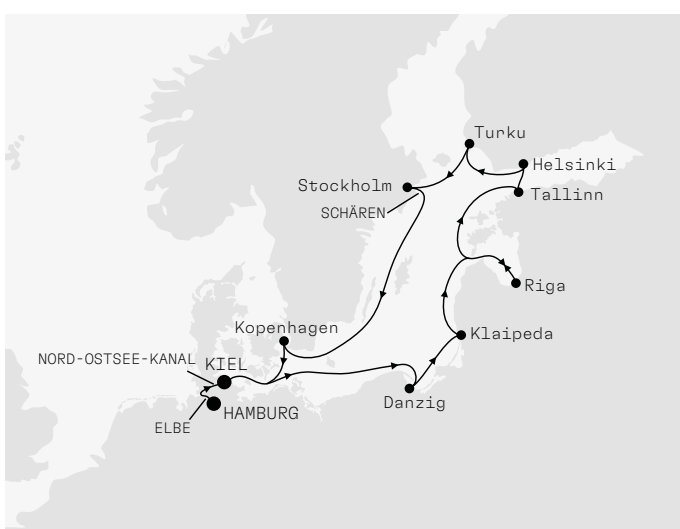 Turku
Helsinki
Stockholm
Tallinn
SCHÄREN
Riga
Kopenhagen
Klaipeda
NORD-OSTSEE-KANAL
KIEL
Danzig
HAMBURG
ELBE